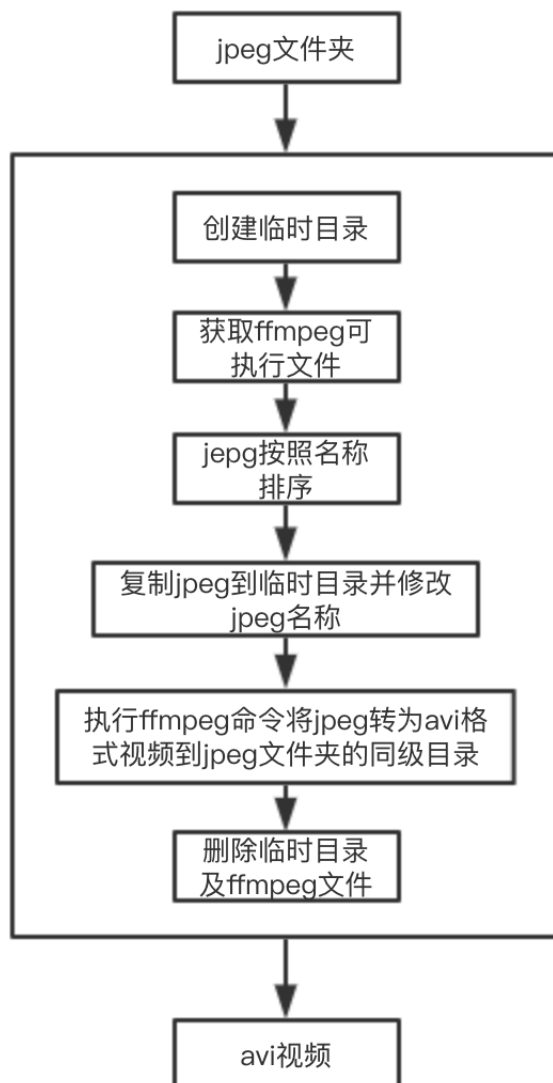 jpeg文件夹
创建临时目录
获取ffmpeg可
执行文件
jepg按照名称
排序
复制jpeg到临时目录并修改
jpeg名称
执行ffmpeg命令将jpeg转为avi格
式视频到jpeg文件夹的同级目录
删除临时目录
及ffmpeg文件
avi视频